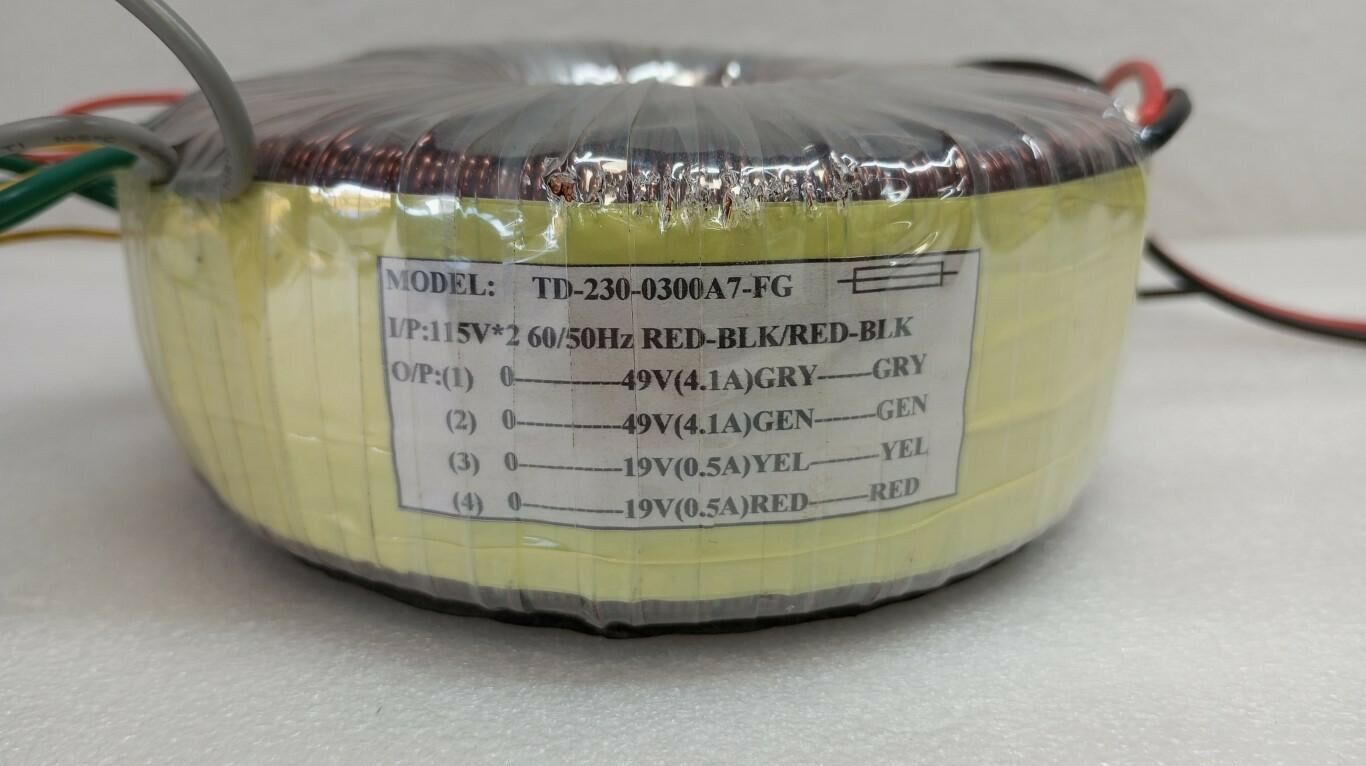 MODEL: TD-230-0300A7-FG
I/P:115V*2 60/50Hz RED-BLK/RED-BLK
O/P:(1) 0----------49V(4.1A)GRY-----GRY
(2) 0----------49V(4.1A)GEN------GEN
(3) 0----------19V(0.5A)YEL------YEL
(4) 0----------19V(0.5A)RED-----RED
105°C